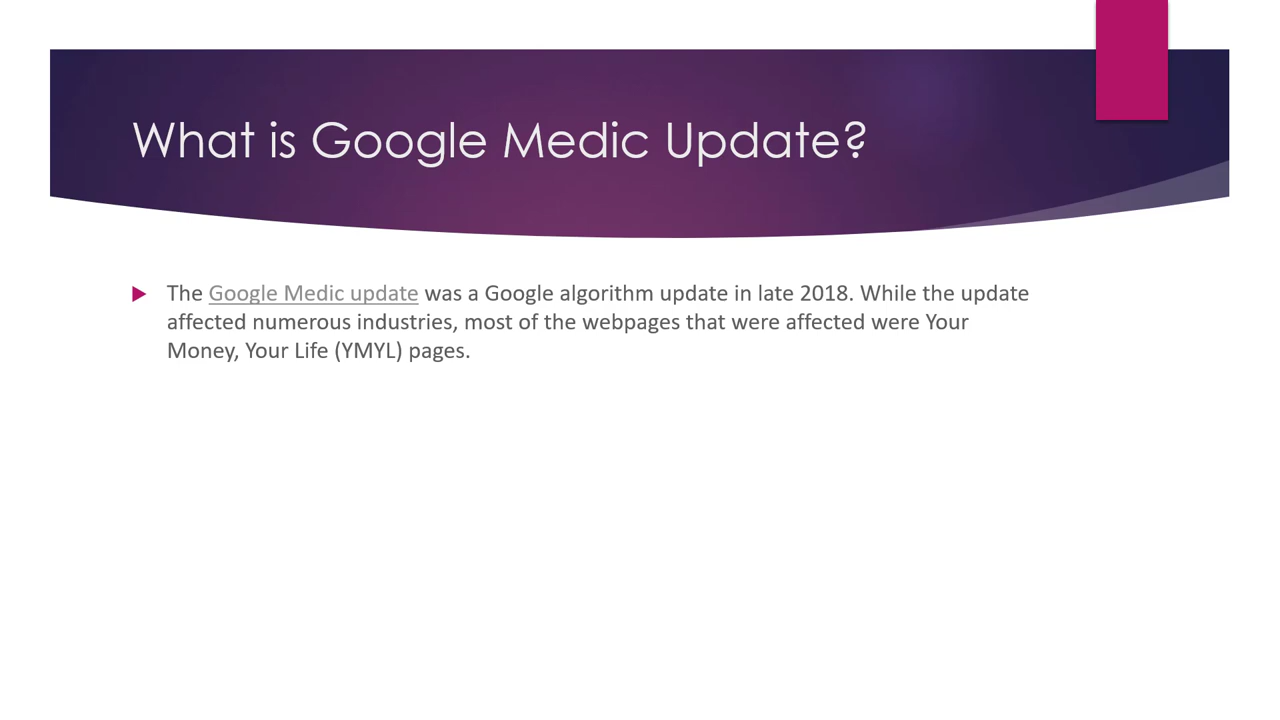 What is Google Medic Update?
The Google Medic update was a Google algorithm update in late 2018. While the update
affected numerous industries, most of the webpages that were affected were Your
Money, Your Life (YMYL) pages.